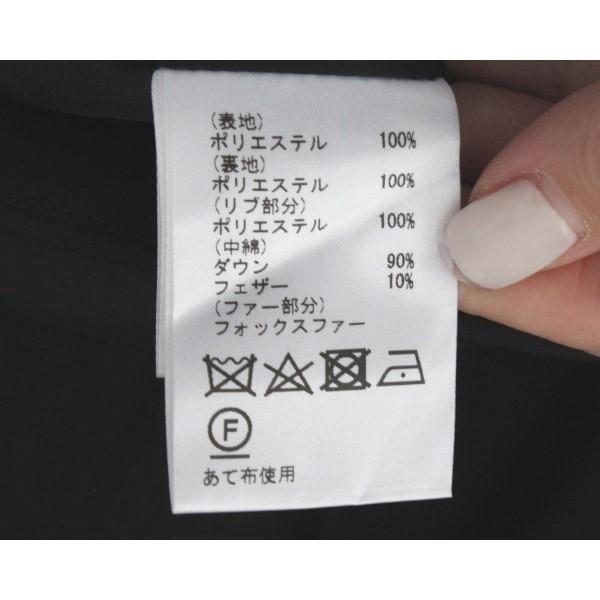 (表地)
ポリエステル 100%
(裏地)
ポリエステル 100%
(リブ部分)
ポリエステル 100%
(中綿)
ダウン 90%
フェザー 10%
(ファー部分)
フォックスファー
F
あて布使用